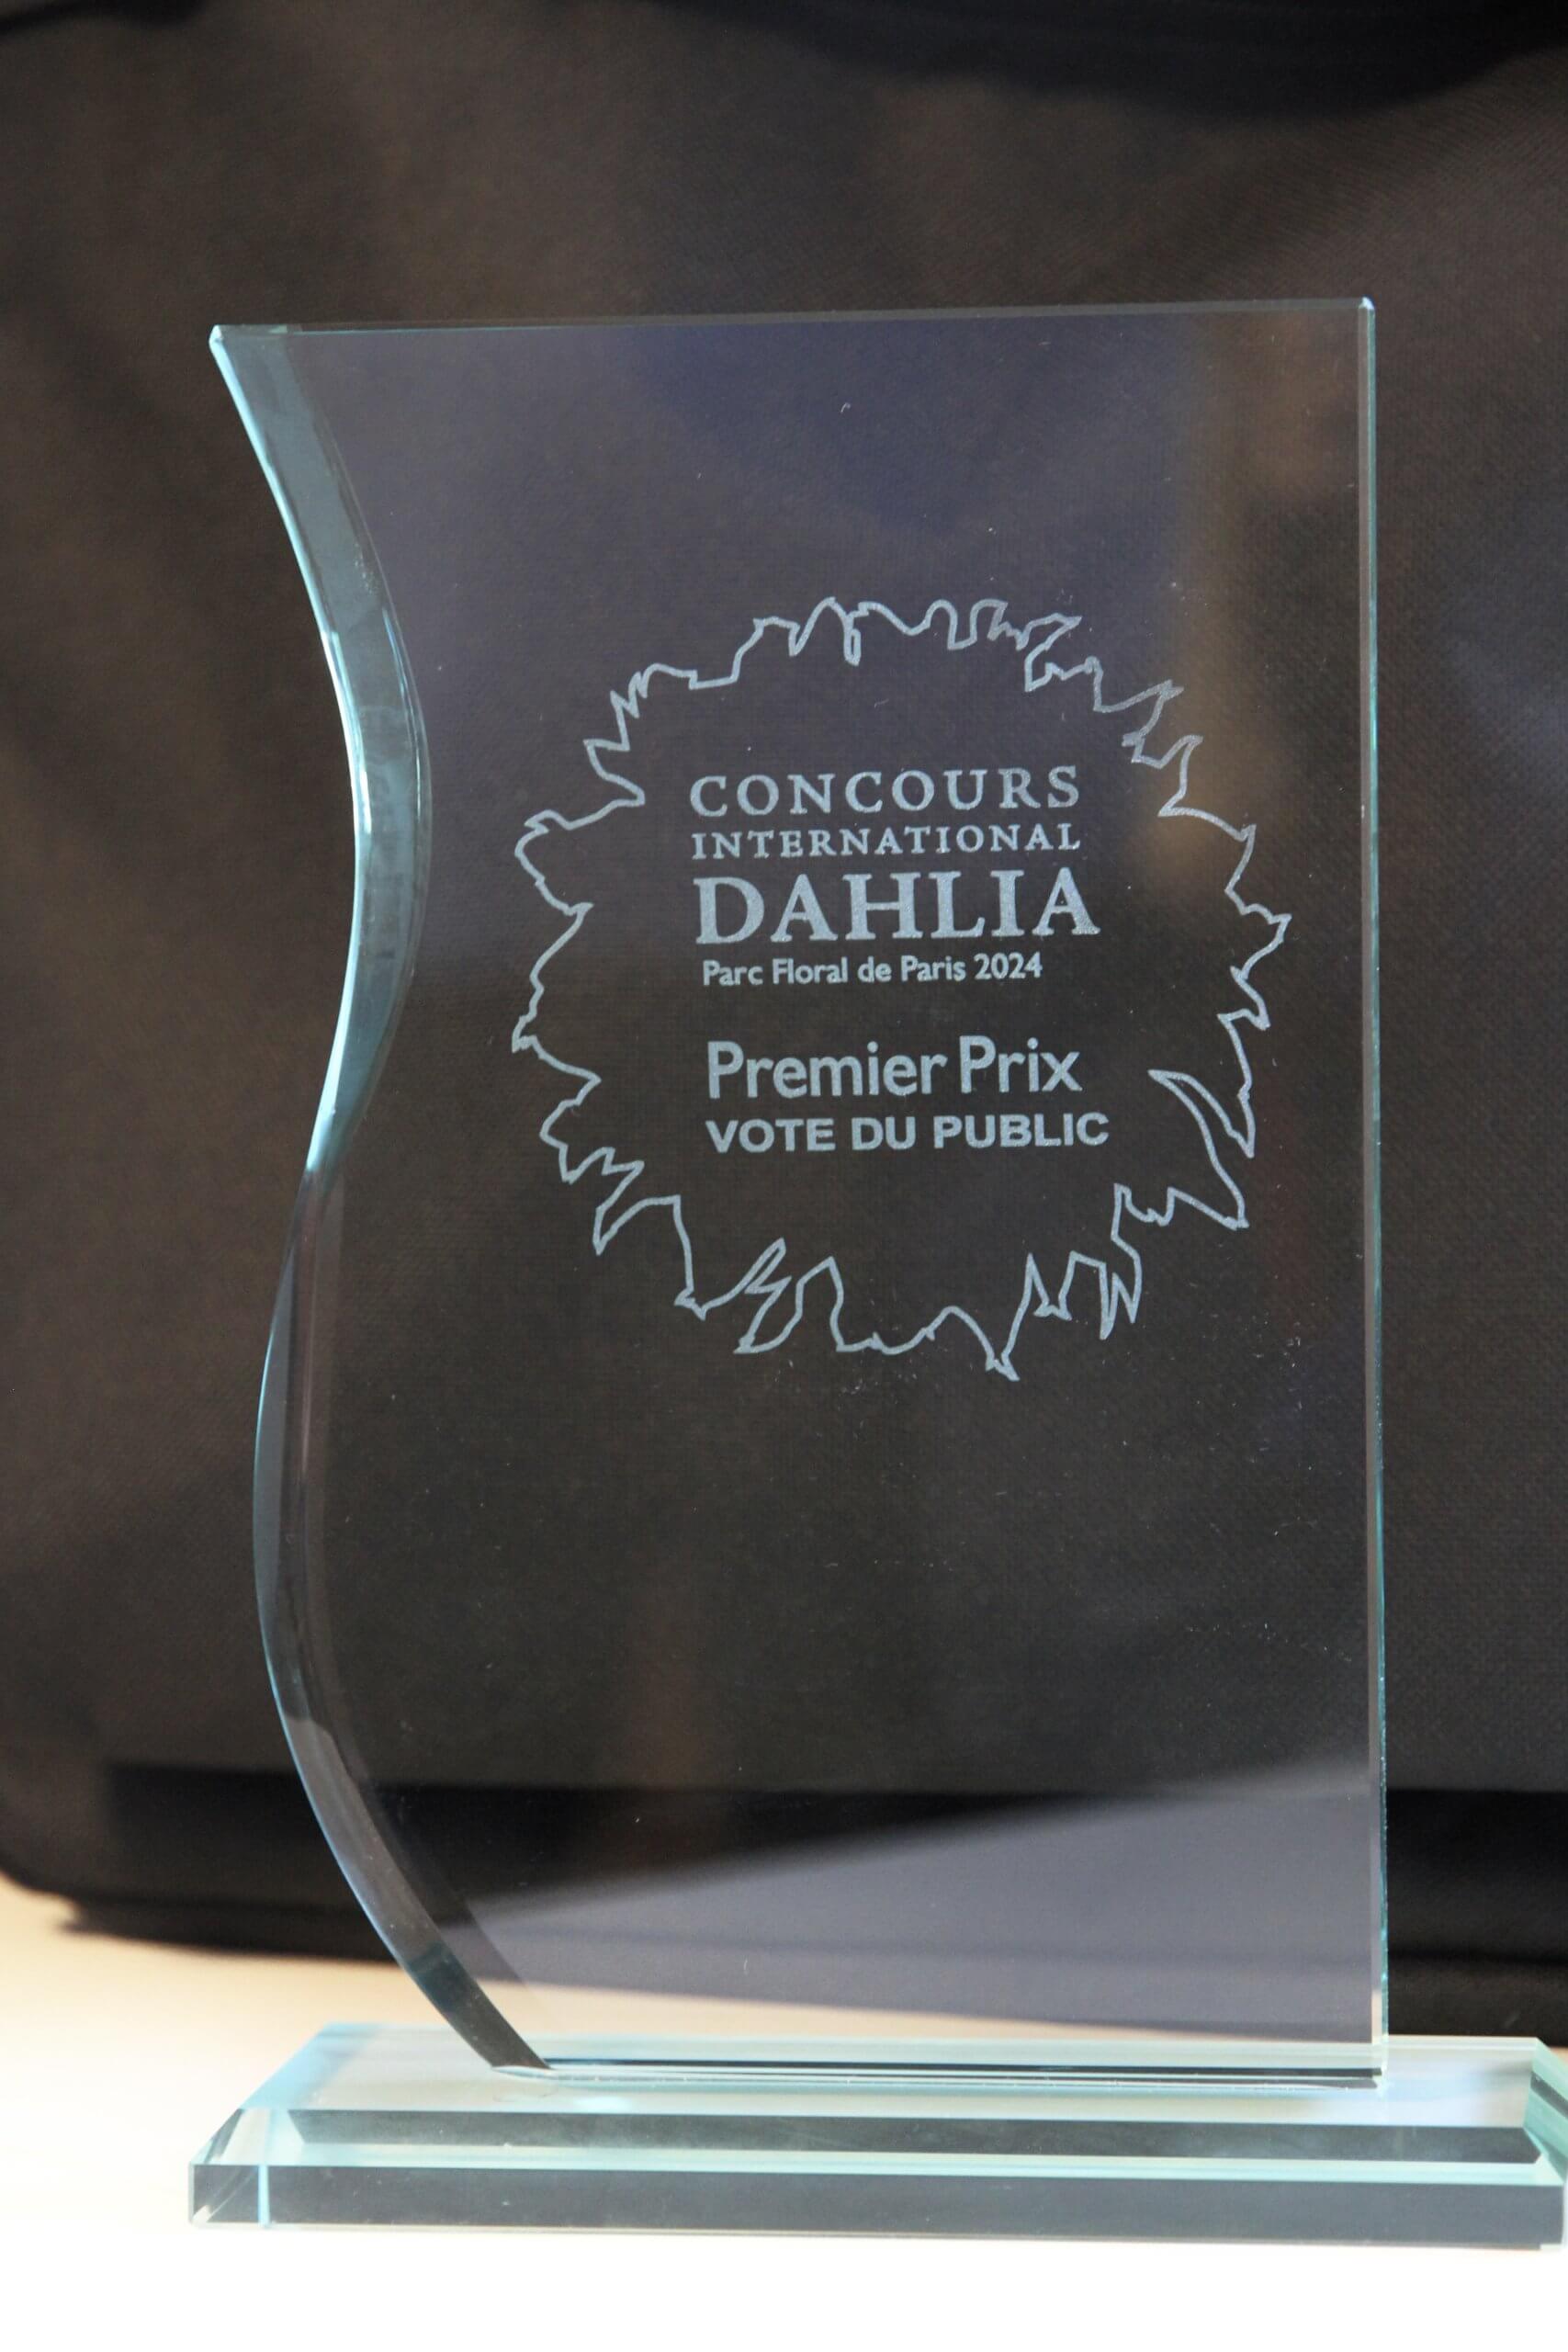 CONCOURS
INTERNATIONAL
DAHLIA
Parc Floral de Paris 2024
Premier Prix
VOTE DU PUBLIC